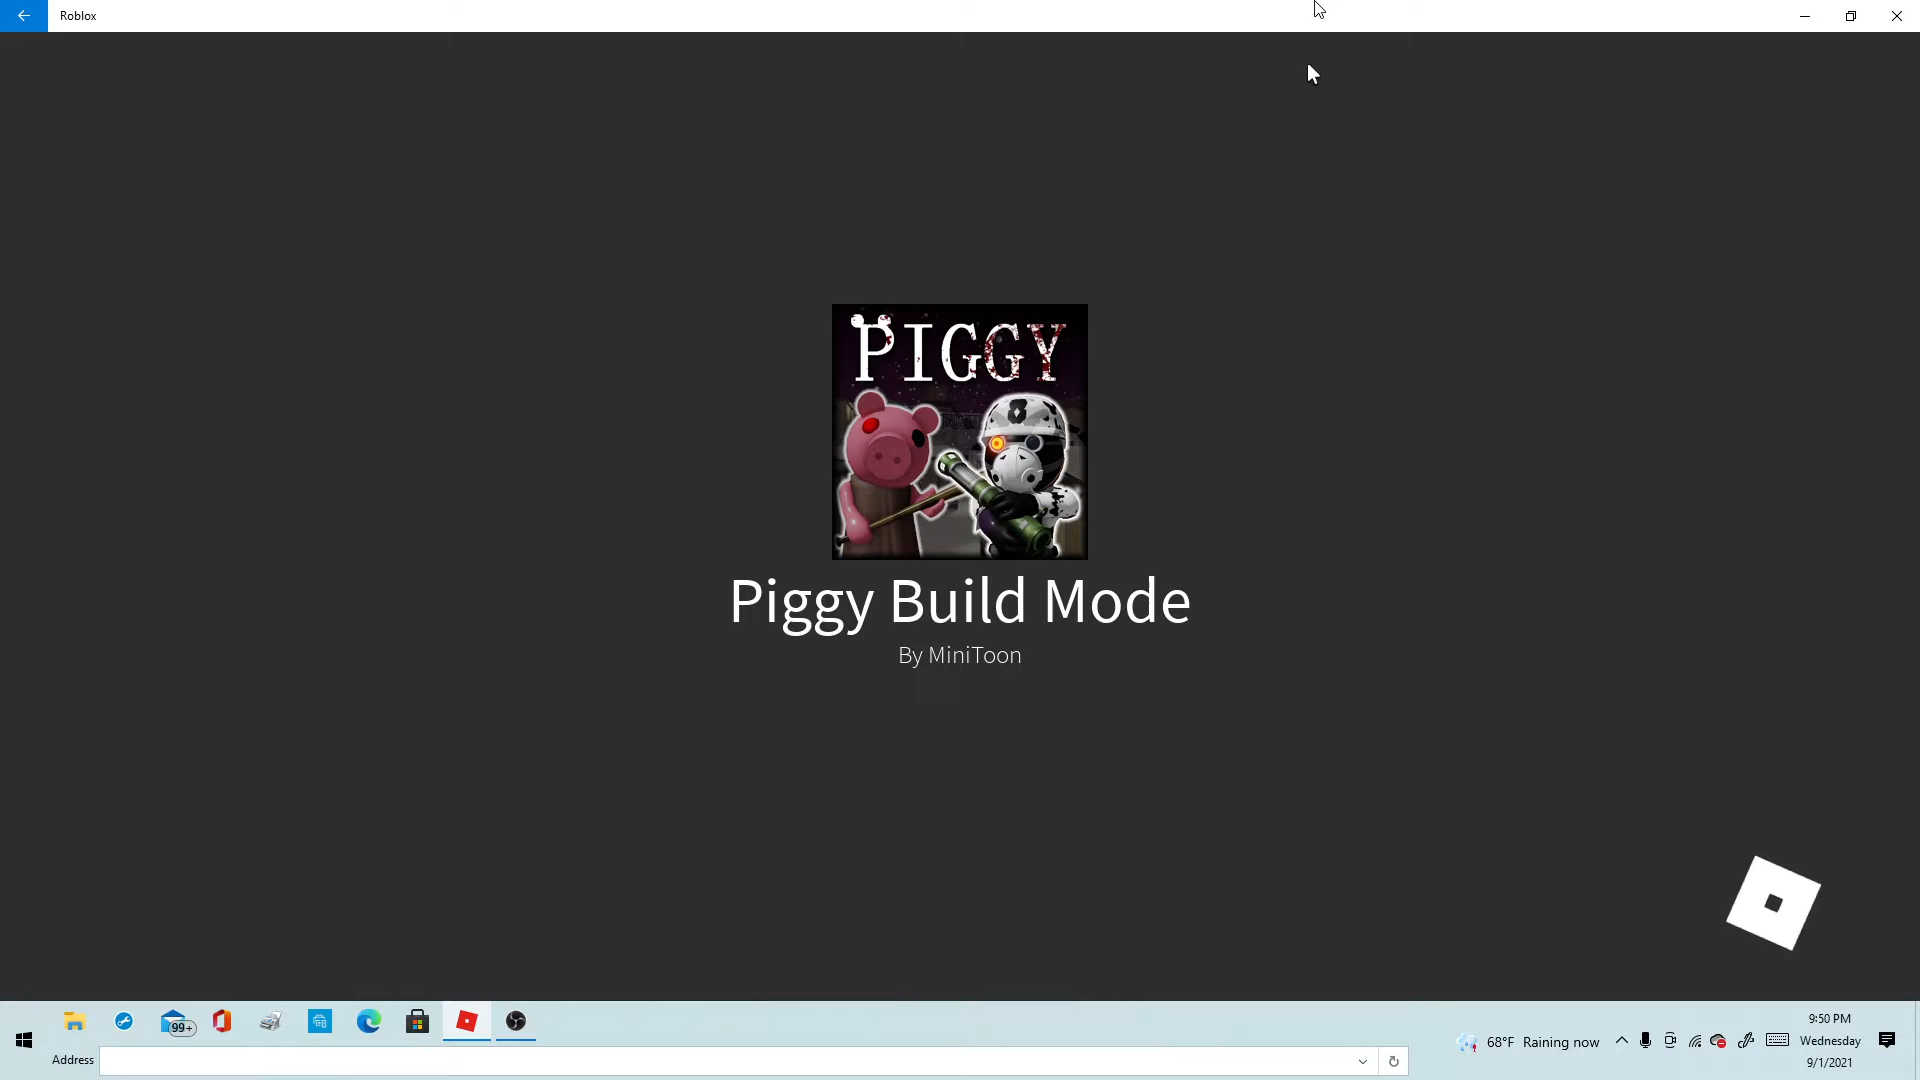 Roblox
PIGGY
8
Piggy Build Mode
By MiniToon
99+
Address
68°F Raining now
9:50 PM
Wednesday
9/1/2021